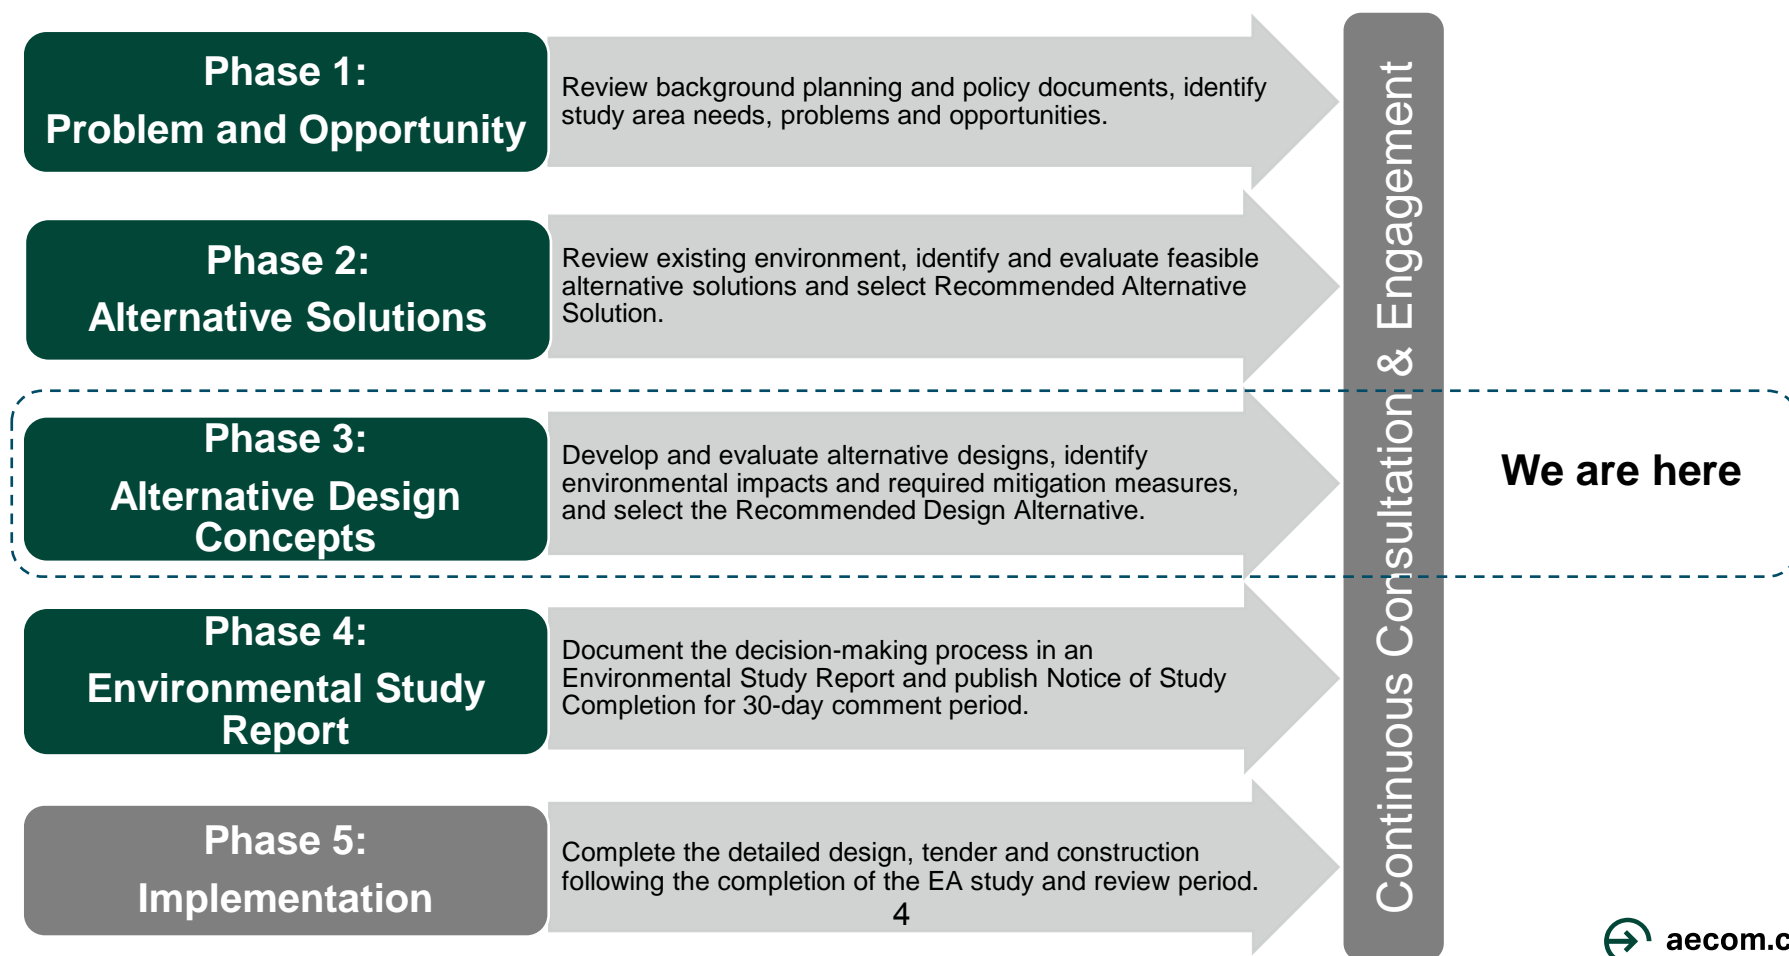 Phase 1:
Problem and Opportunity
Review background planning and policy documents, identify
study area needs, problems and opportunities.
Phase 2:
Alternative Solutions
Review existing environment, identify and evaluate feasible
alternative solutions and select Recommended Alternative
Solution.
Phase 3:
Alternative Design
Concepts
Develop and evaluate alternative designs, identify
environmental impacts and required mitigation measures,
and select the Recommended Design Alternative.
We are here
Phase 4:
Environmental Study
Report
Document the decision-making process in an
Environmental Study Report and publish Notice of Study
Completion for 30-day comment period.
Phase 5:
Implementation
Complete the detailed design, tender and construction
following the completion of the EA study and review period.
Continuous Consultation & Engagement
4
aecom.c